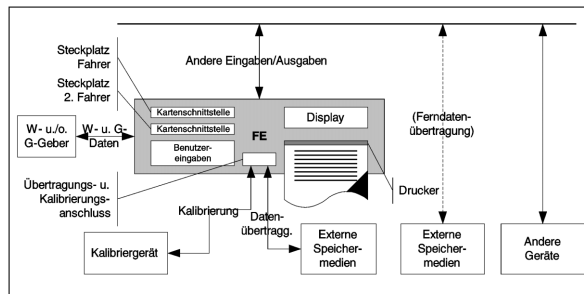 Steckplatz
Fahrer
Steckplatz
2. Fahrer
Andere Eingaben/Ausgaben
Kartenschnittstelle
Kartenschnittstelle
FE
Display
Benutzer-
eingaben
W- u./o.
G-Geber
W- u. G-
Daten
(Ferndaten-
übertragung)
Übertragungs- u.
Kalibrierungs-
anschluss
Drucker
Kalibrierung
Daten-
übertragg.
Kalibriergerät
Externe
Speicher-
medien
Externe
Speicher-
medien
Andere
Geräte